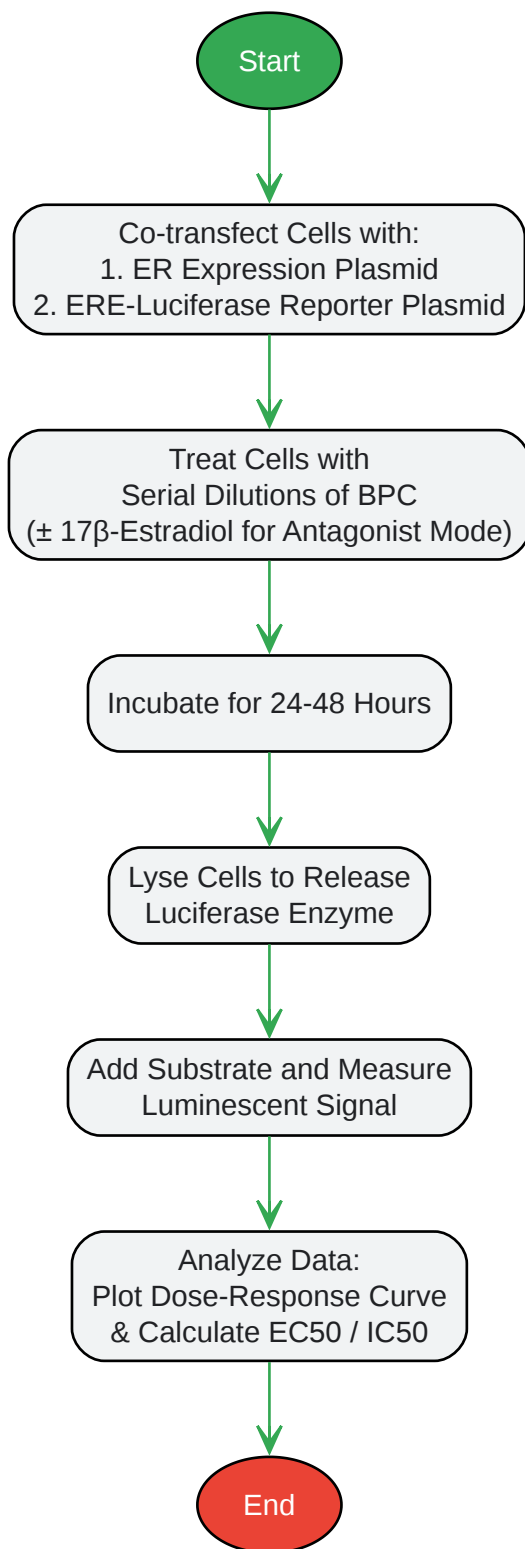 Start
Co-transfect Cells with:
1. ER Expression Plasmid
2. ERE-Luciferase Reporter Plasmid
Treat Cells with
Serial Dilutions of BPC
(± 17β-Estradiol for Antagonist Mode)
Incubate for 24-48 Hours
Lyse Cells to Release
Luciferase Enzyme
Add Substrate and Measure
Luminescent Signal
Analyze Data:
Plot Dose-Response Curve
& Calculate EC50 / IC50
End